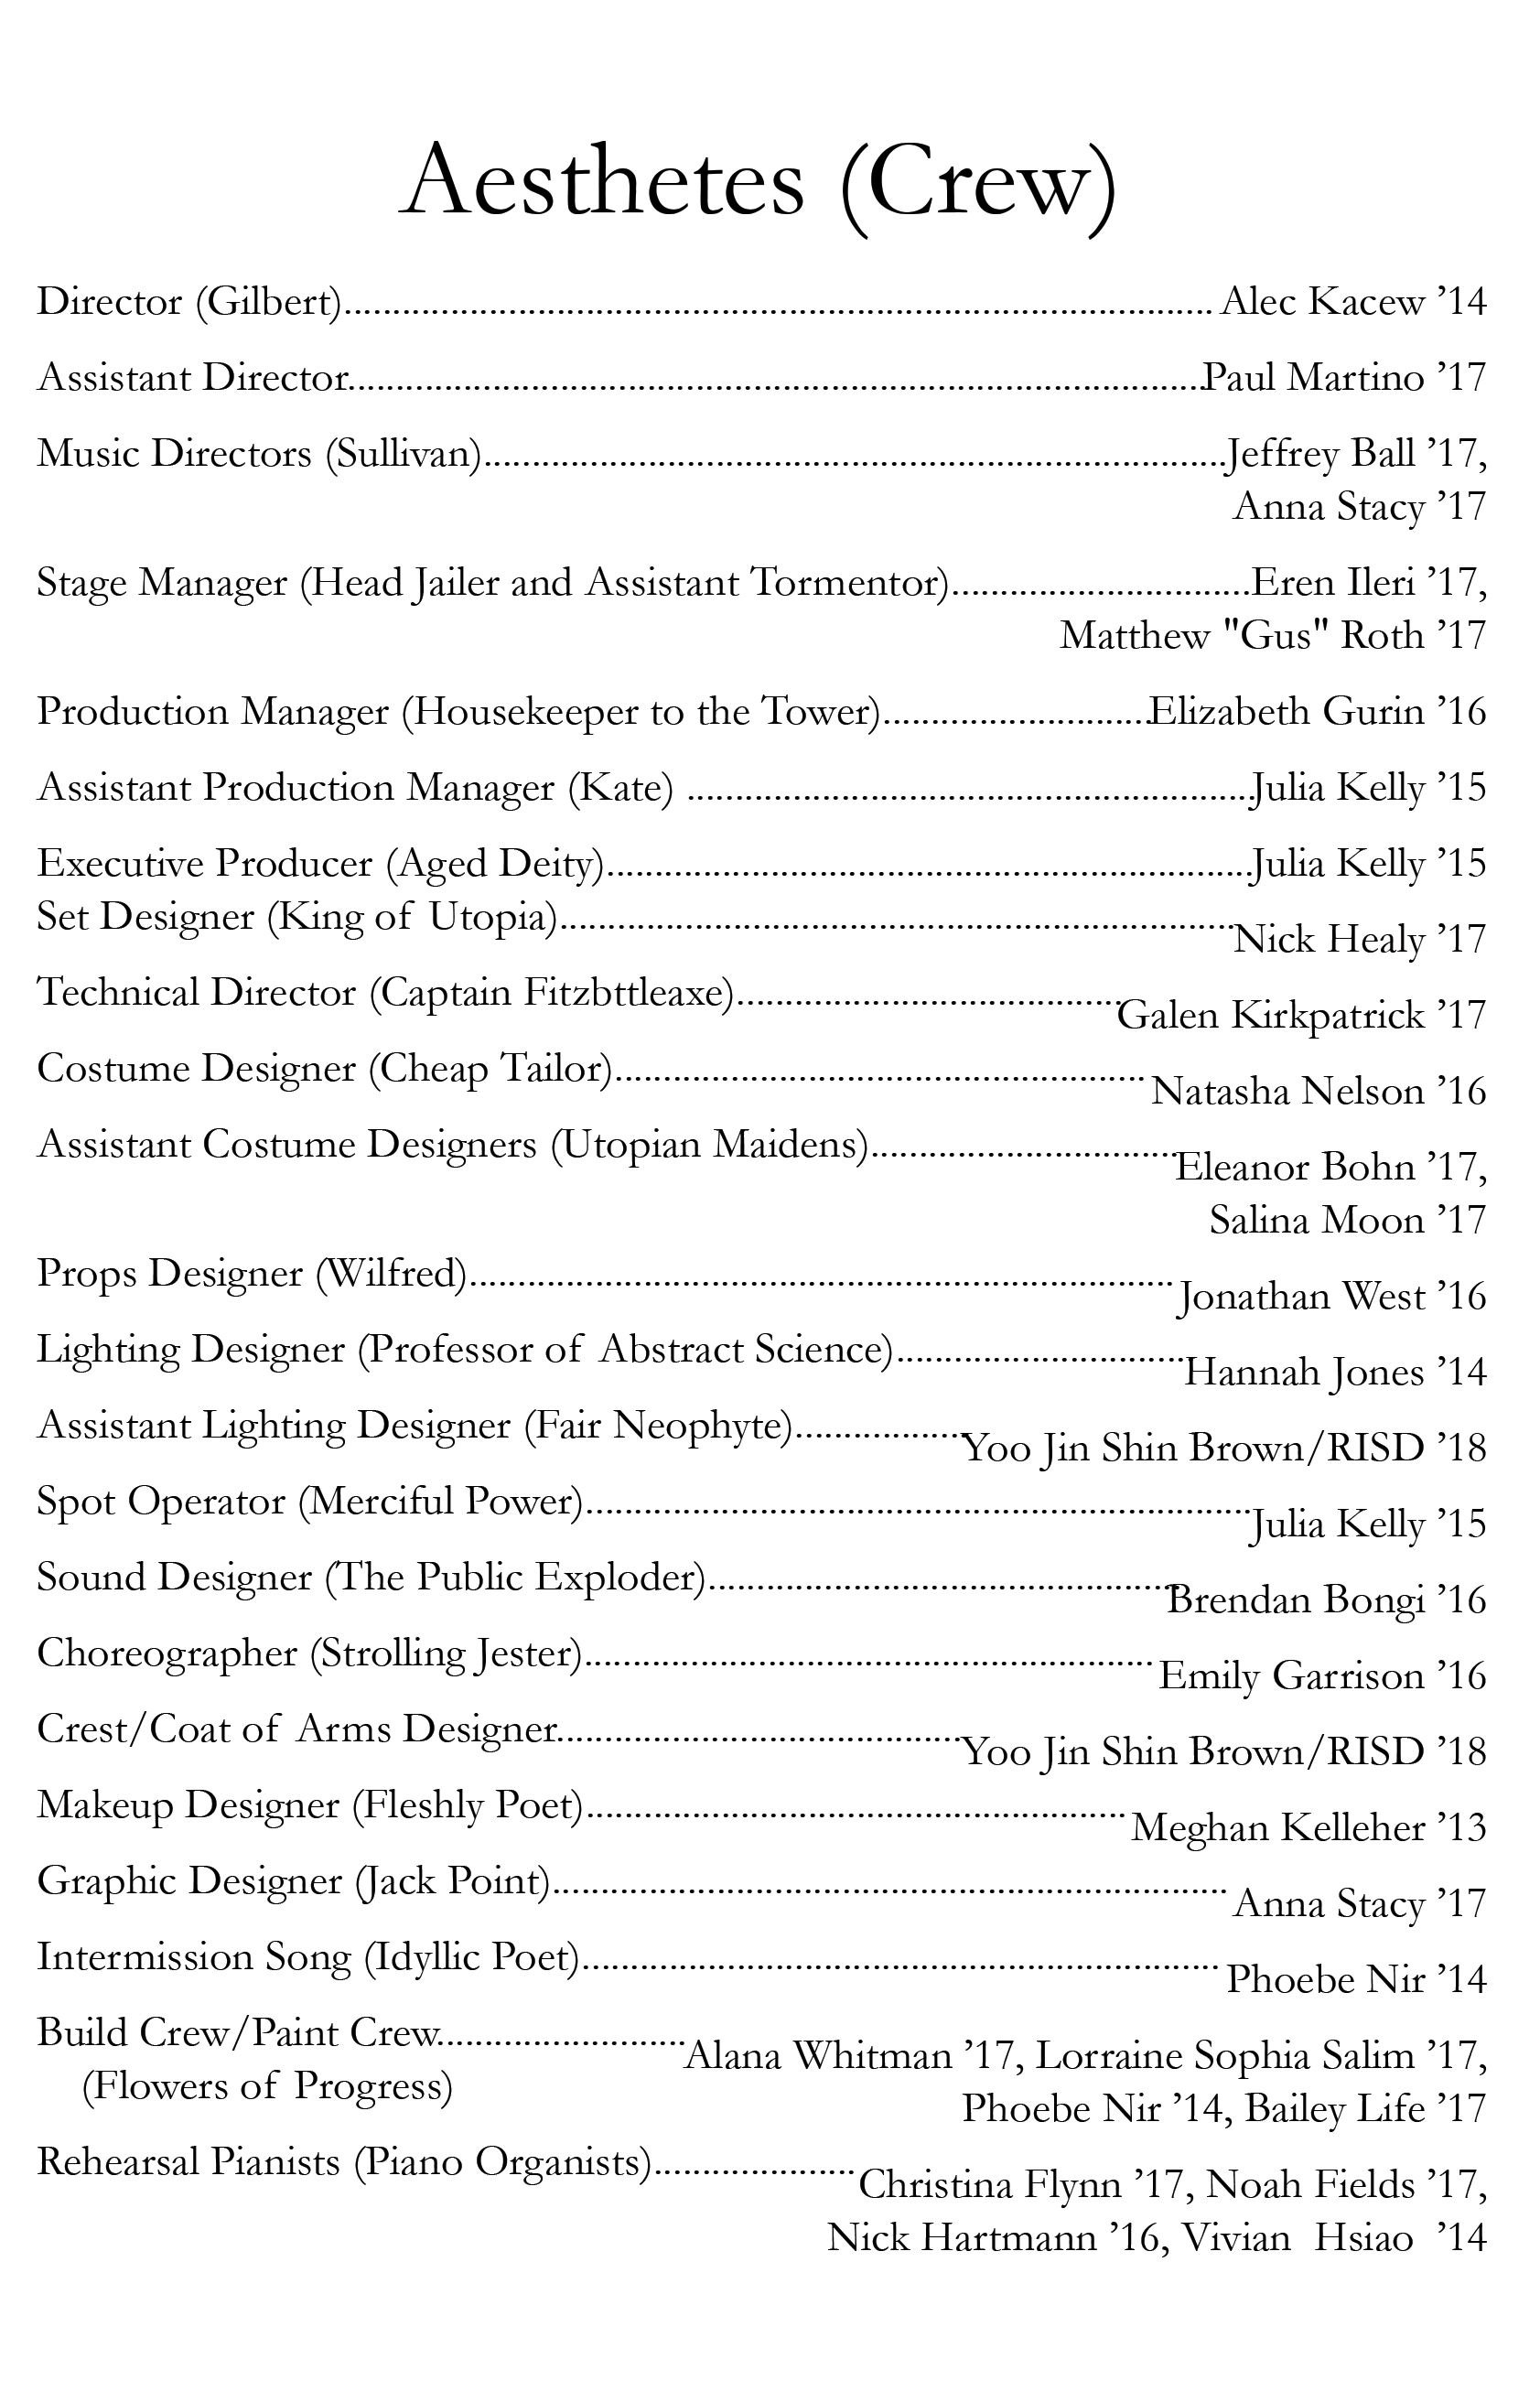 Aesthetes (Crew)
Director (Gilbert)........................................................................................ Alec Kacew ’14
Assistant Director.......................................................................................Paul Martino ’17
Music Directors (Sullivan)...........................................................................Jeffrey Ball ’17,
Anna Stacy ’17
Stage Manager (Head Jailer and Assistant Tormentor)..............................Eren Ileri ’17,
Matthew "Gus" Roth ’17
Production Manager (Housekeeper to the Tower)...........................Elizabeth Gurin ’16
Assistant Production Manager (Kate) .........................................................Julia Kelly ’15
Executive Producer (Aged Deity).................................................................Julia Kelly ’15
Set Designer (King of Utopia)....................................................................Nick Healy ’17
Technical Director (Captain Fitzbttleaxe).......................................Galen Kirkpatrick ’17
Costume Designer (Cheap Tailor)..................................................... Natasha Nelson ’16
Assistant Costume Designers (Utopian Maidens)...............................Eleanor Bohn ’17,
Salina Moon ’17
Props Designer (Wilfred)....................................................................... Jonathan West ’16
Lighting Designer (Professor of Abstract Science).............................Hannah Jones ’14
Assistant Lighting Designer (Fair Neophyte).................Yoo Jin Shin Brown/RISD ’18
Spot Operator (Merciful Power)...................................................................Julia Kelly ’15
Sound Designer (The Public Exploder)...............................................Brendan Bongi ’16
Choreographer (Strolling Jester)......................................................... Emily Garrison ’16
Crest/Coat of Arms Designer.........................................Yoo Jin Shin Brown/RISD ’18
Makeup Designer (Fleshly Poet)...................................................... Meghan Kelleher ’13
Graphic Designer (Jack Point).................................................................... Anna Stacy ’17
Intermission Song (Idyllic Poet)................................................................ Phoebe Nir ’14
Build Crew/Paint Crew.........................Alana Whitman ’17, Lorraine Sophia Salim ’17,
(Flowers of Progress) Phoebe Nir ’14, Bailey Life ’17
Rehearsal Pianists (Piano Organists).....................Christina Flynn ’17, Noah Fields ’17,
Nick Hartmann ’16, Vivian Hsiao ’14